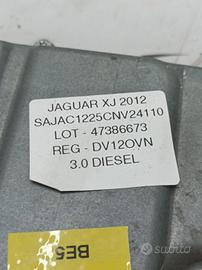 JAGUAR XJ 2012
SAJAC1225CNV24110
LOT - 47386673
REG - DV12OVN
3.0 DIESEL
BE5
subito